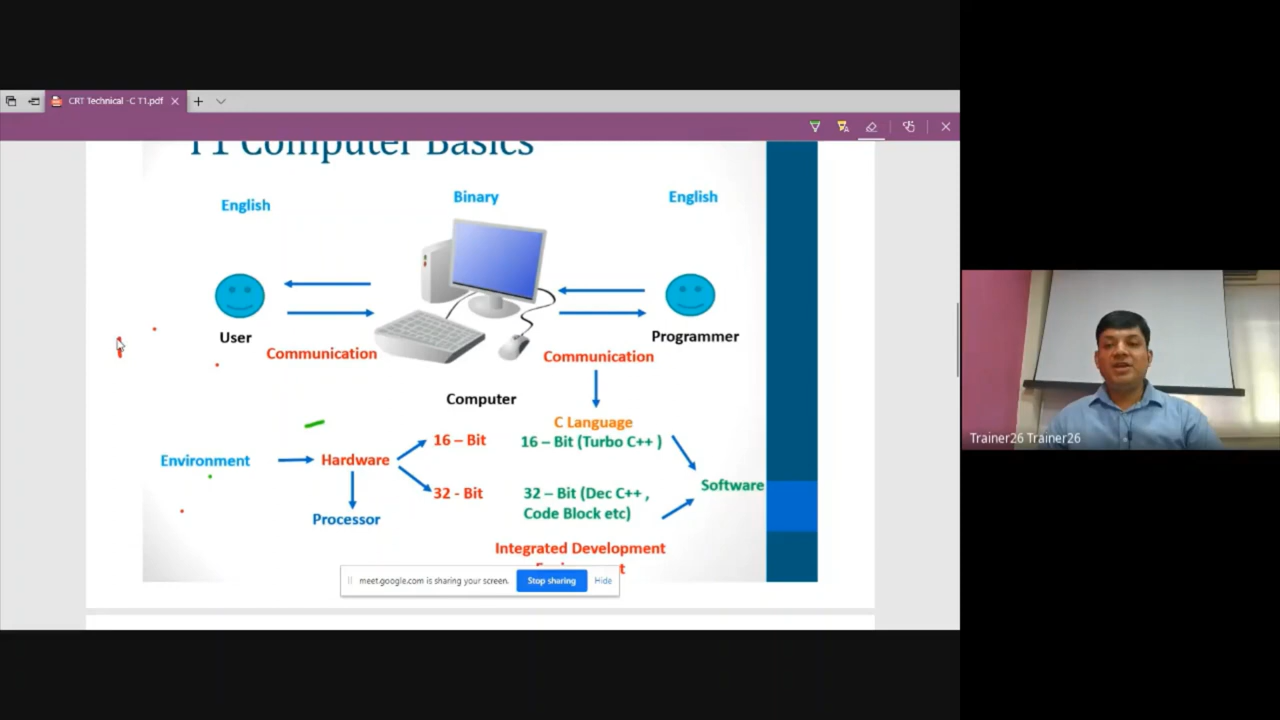 CRT Technical -C T1.pdf
T1 Computer Basics
English
Binary
English
User
Programmer
Communication
Communication
Computer
C Language
16 – Bit
16 – Bit (Turbo C++ )
Environment
Hardware
Software
32 - Bit
32 – Bit (Dec C++ ,
Code Block etc)
Processor
Integrated Development
meet.google.com is sharing your screen.
Stop sharing
Hide
Trainer26 Trainer26